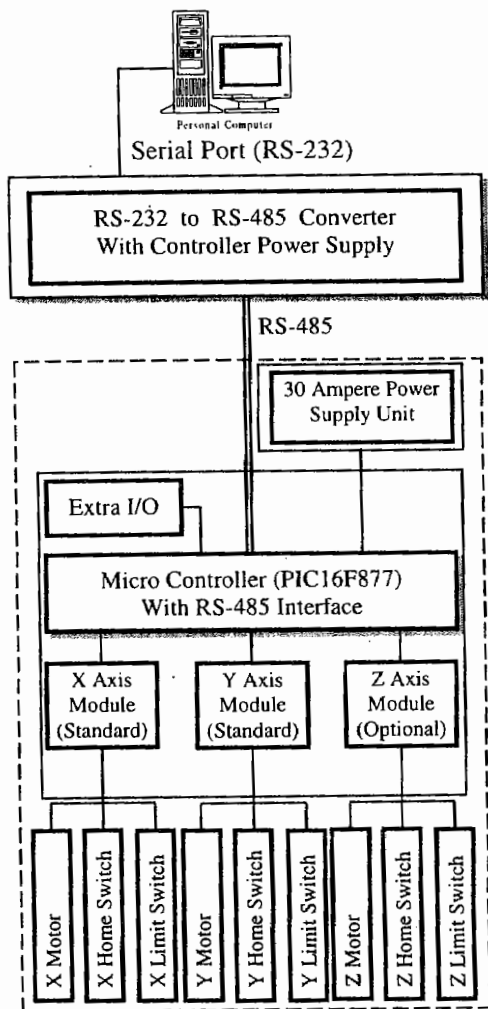 Personal Computer
Serial Port (RS-232)
RS-232 to RS-485 Converter
With Controller Power Supply
RS-485
30 Ampere Power
Supply Unit
Extra I/O
Micro Controller (PIC16F877)
With RS-485 Interface
X Axis
Module
(Standard)
Y Axis
Module
(Standard)
Z Axis
Module
(Optional)
X Motor
X Home Switch
X Limit Switch
Y Motor
Y Home Switch
Y Limit Switch
Z Motor
Z Home Switch
Z Limit Switch